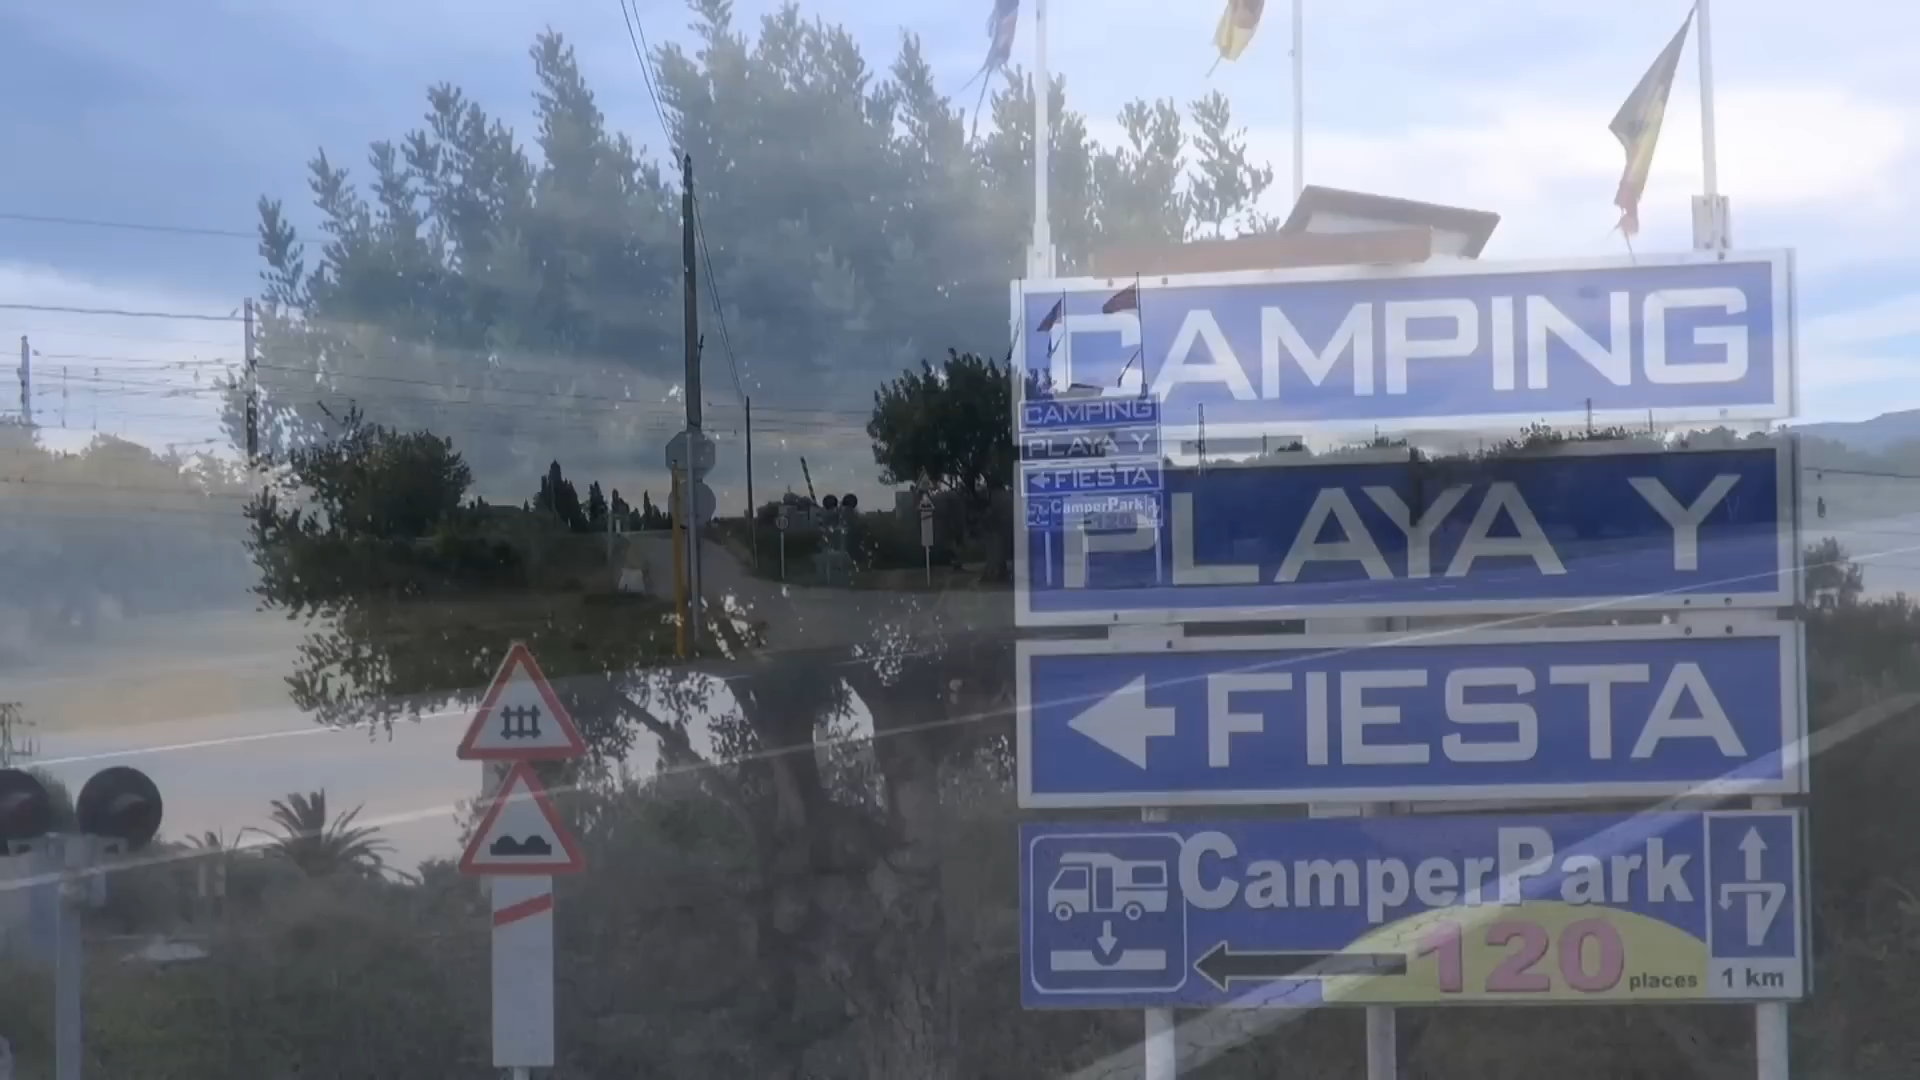 CAMPING
PLAYA Y
FIESTA
CamperPark
120 places
1 km
CAMPING
PLAYA Y
FIESTA
CamperPark